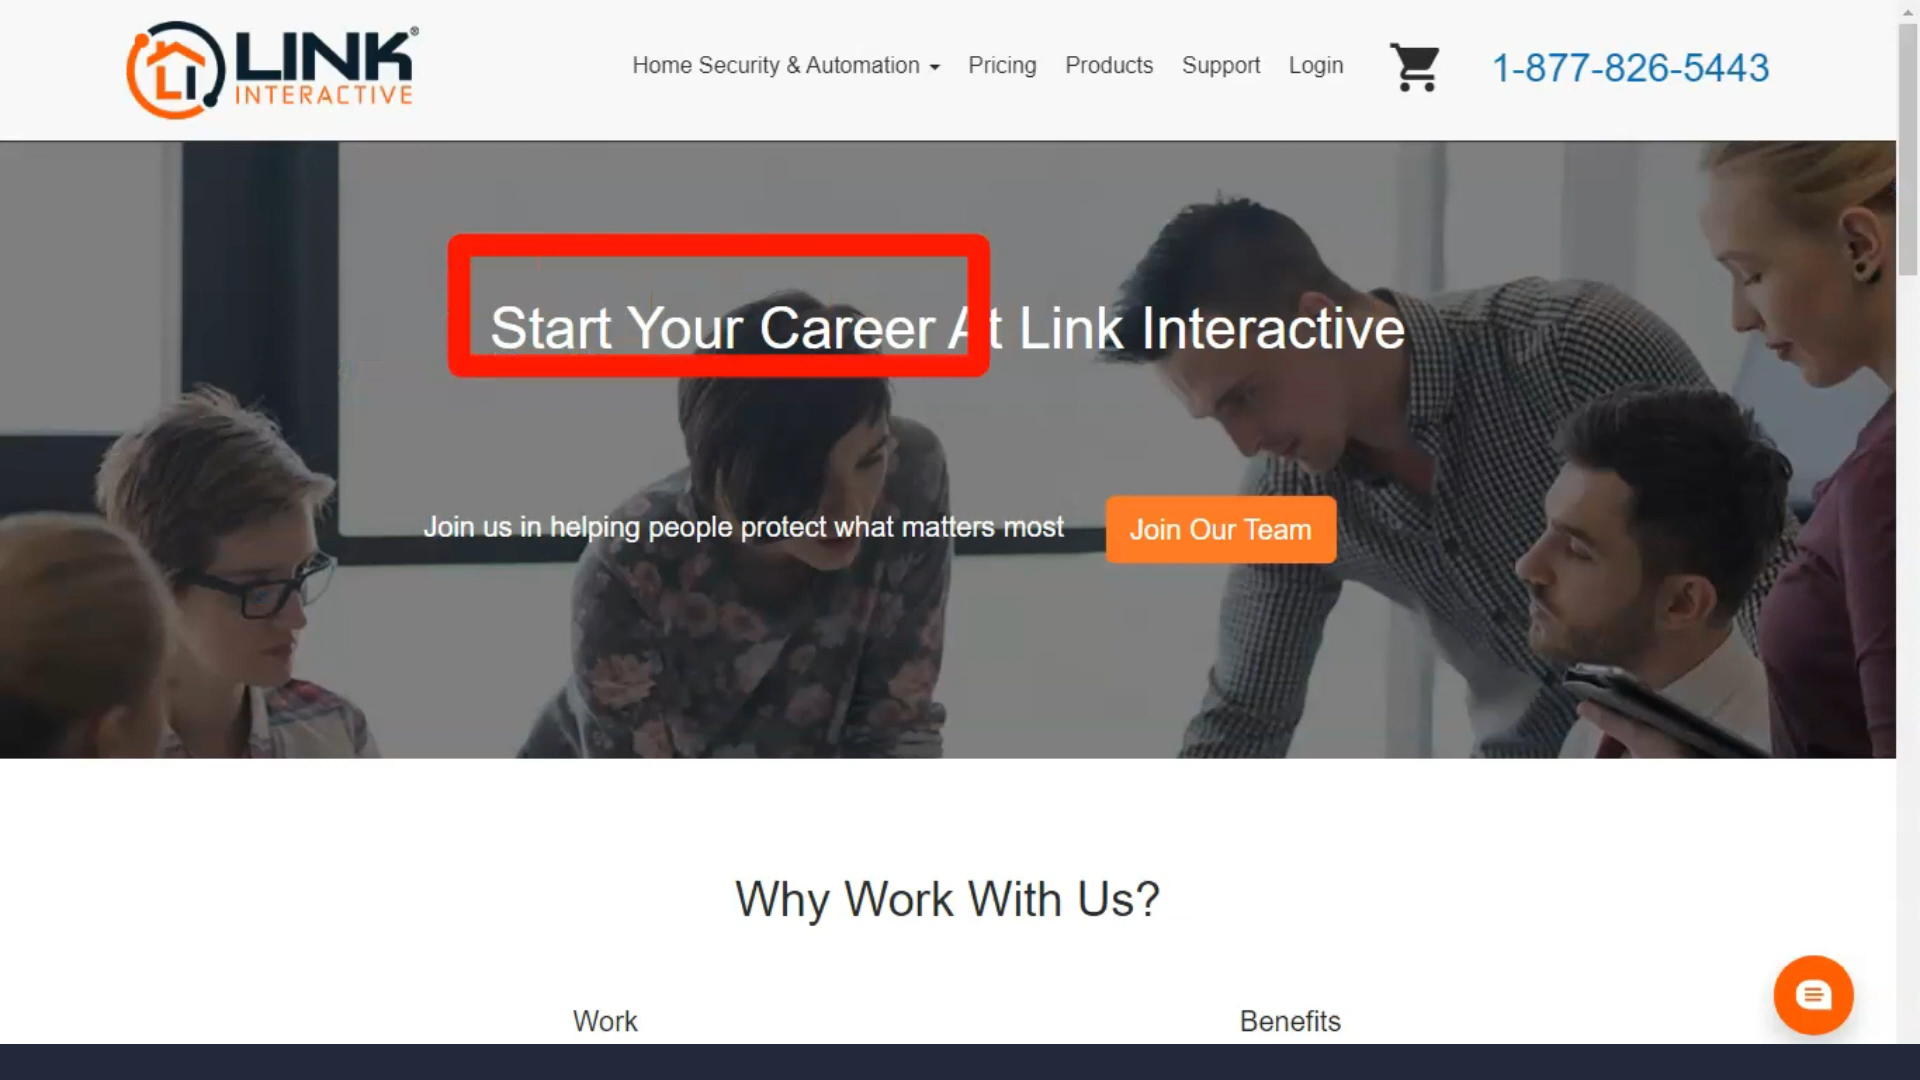 LINK®
INTERACTIVE
LI
Home Security & Automation
Pricing
Products
Support
Login
1-877-826-5443
Start Your Career At Link Interactive
Join us in helping people protect what matters most
Join Our Team
Why Work With Us?
Work
Benefits